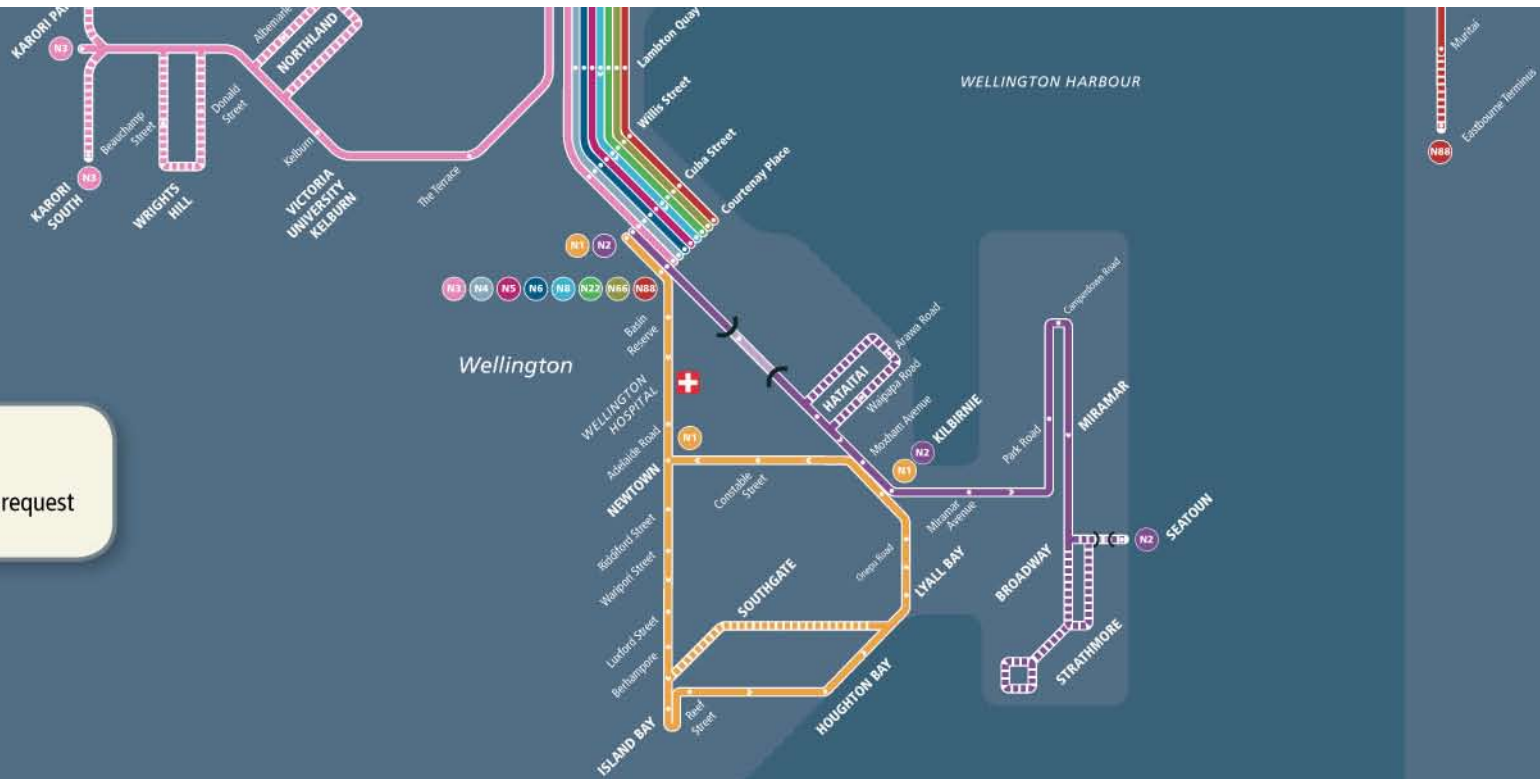 KARORI PA
N3
Albemarle
NORTHLAND
Lambton Quay
WELLINGTON HARBOUR
Muritai
Eastbourne Terminus
N88
Beauchamp
Street
Donald
Street
Kelburn
Willis Street
Cuba Street
Courtenay Place
N3
KARORI
SOUTH
WRIGHTS
HILL
VICTORIA
UNIVERSITY
KELBURN
The Terrace
N1
N2
N3
N4
N5
N6
N8
N22
N66
N88
Basin
Reserve
Wellington
WELLINGTON
HOSPITAL
Arawa Road
HATAITAI
Waipapa Road
Moxham Avenue
KILBIRNIE
N2
N1
Camperdown Road
MIRAMAR
Park Road
Adelaide Road
N1
NEWTOWN
Constable
Street
Miramar
Avenue
request
N2
SEATOUN
Riddiford Street
Waripori Street
Onepu Road
LYALL BAY
BROADWAY
SOUTHGATE
Luxford Street
Berhampore
STRATHMORE
Reef
Street
HOUGHTON BAY
ISLAND BAY